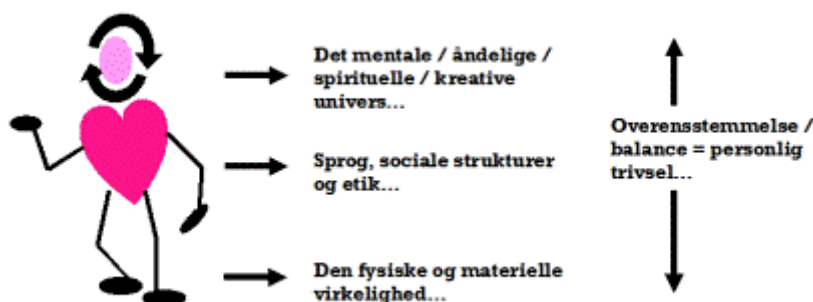 Det mentale / åndelige /
spirituelle / kreative
univers...
Sprog, sociale strukturer
og etik...
Den fysiske og materielle
virkelighed...
Overensstemmelse /
balance = personlig
trivsel...